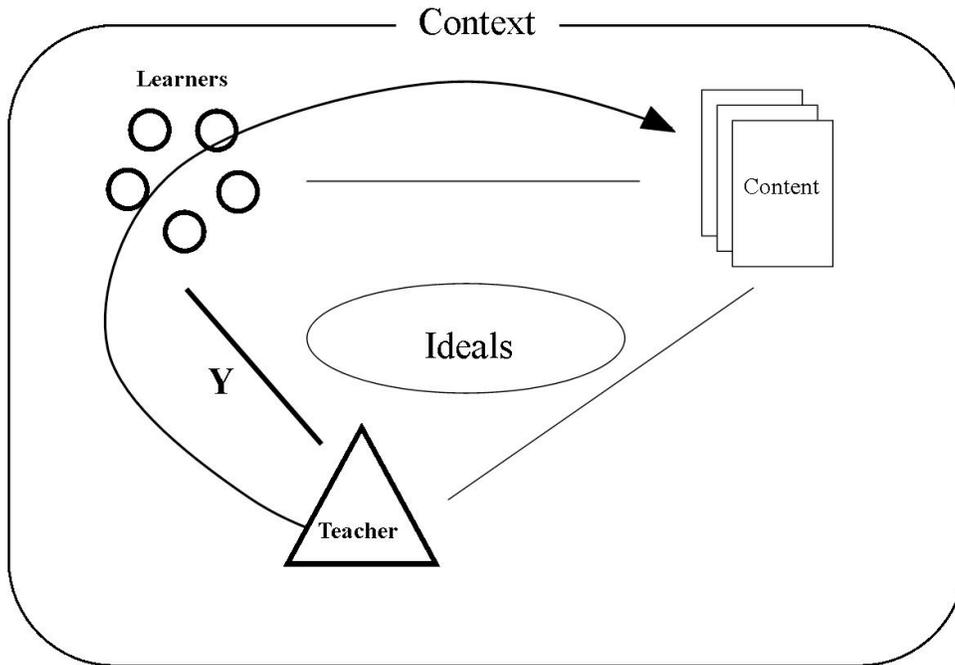 Context
Learners
Content
Ideals
Y
Teacher